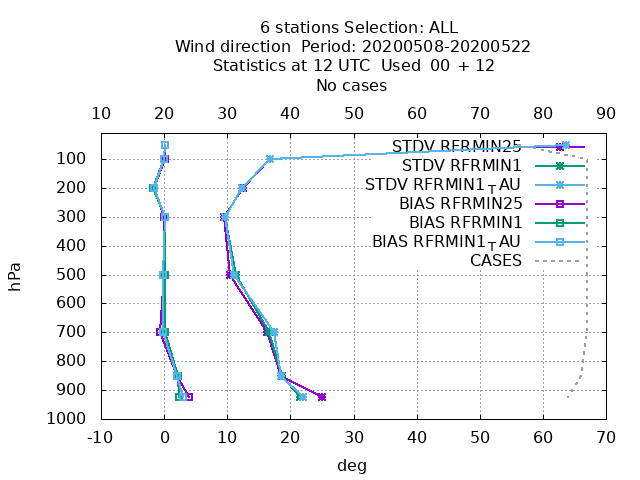 6 stations Selection: ALL
Wind direction  Period: 20200508-20200522
Statistics at 12 UTC  Used  00 + 12
No cases
10 20 30 40 50 60 70 80 90
STDV RFRMIN25
STDV RFRMIN1
STDV RFRMIN1_TAU
BIAS RFRMIN25
BIAS RFRMIN1
BIAS RFRMIN1_TAU
CASES
hPa
100
200
300
400
500
600
700
800
900
1000
-10 0 10 20 30 40 50 60 70
deg